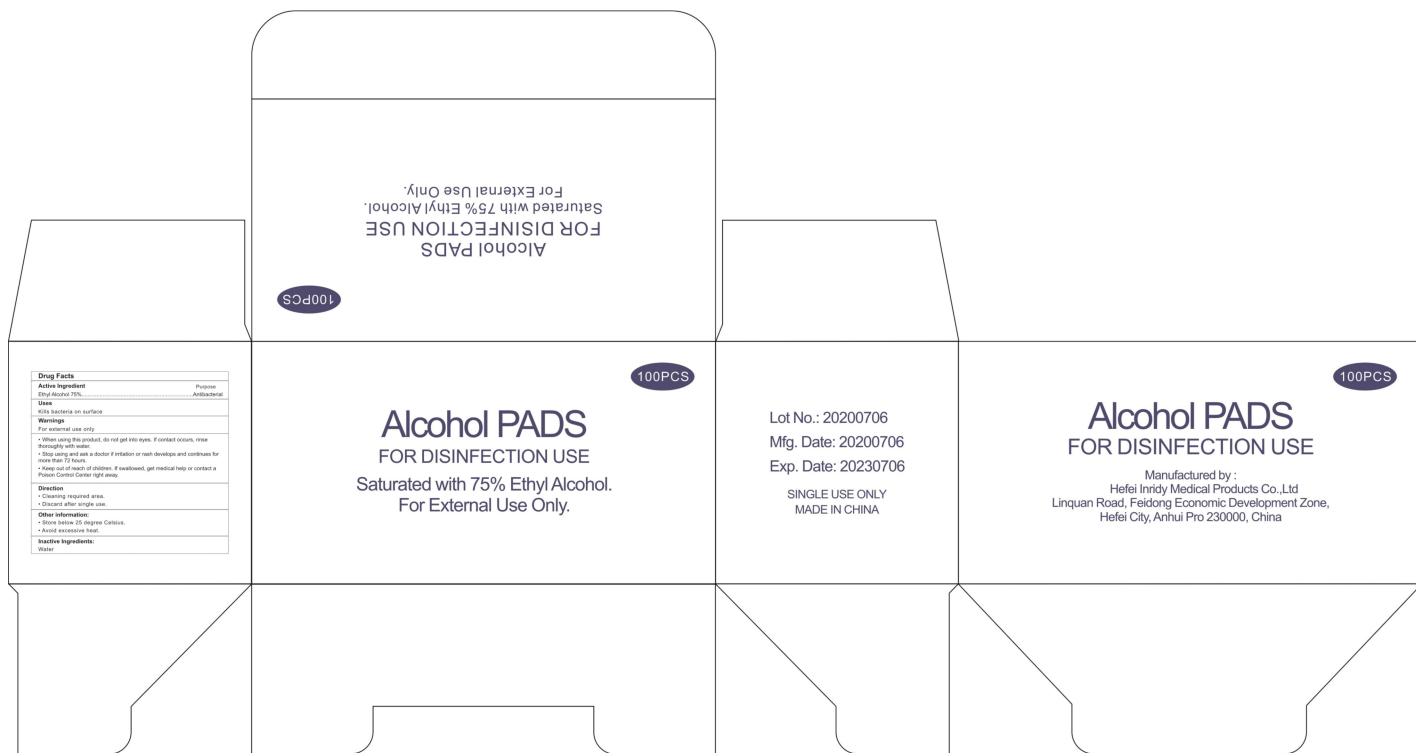 Alcohol PADS
FOR DISINFECTION USE
Saturated with 75% Ethyl Alcohol.
For External Use Only.
100PCS
Drug Facts
Active Ingredient Purpose
Ethyl Alcohol 75%......................................................Antibacterial
Uses
Kills bacteria on surface
Warnings
For external use only
• When using this product, do not get into eyes. If contact occurs, rinse
thoroughly with water.
• Stop using and ask a doctor if irritation or rash develops and continues for
more than 72 hours.
• Keep out of reach of children. If swallowed, get medical help or contact a
Poison Control Center right away.
Direction
• Cleaning required area.
• Discard after single use.
Other information:
• Store below 25 degree Celsius.
• Avoid excessive heat.
Inactive Ingredients:
Water
100PCS
Alcohol PADS
FOR DISINFECTION USE
Saturated with 75% Ethyl Alcohol.
For External Use Only.
Lot No.: 20200706
Mfg. Date: 20200706
Exp. Date: 20230706
SINGLE USE ONLY
MADE IN CHINA
100PCS
Alcohol PADS
FOR DISINFECTION USE
Manufactured by :
Hefei Inridy Medical Products Co.,Ltd
Linquan Road, Feidong Economic Development Zone,
Hefei City, Anhui Pro 230000, China